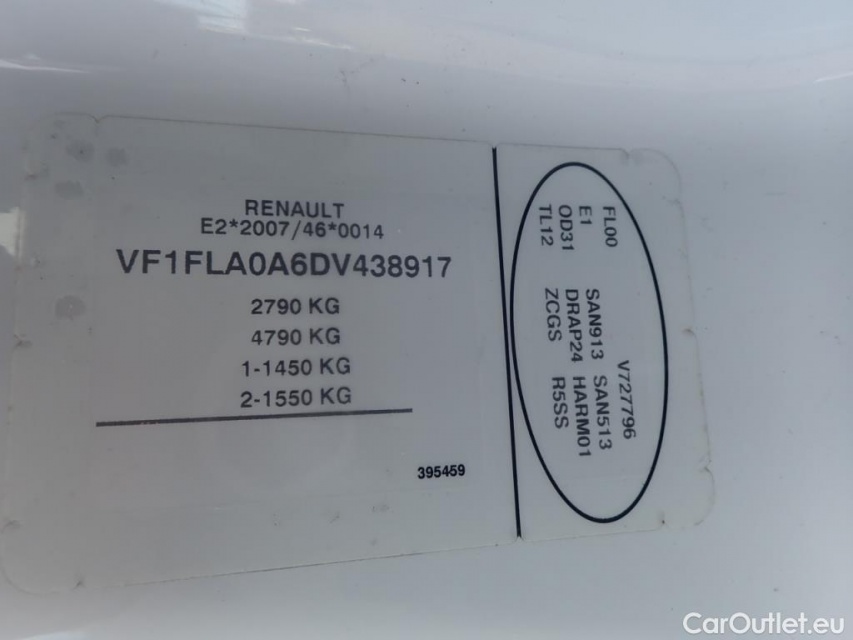 RENAULT
E2*2007/46*0014
VF1FLA0A6DV438917
2790 KG
4790 KG
1-1450 KG
2-1550 KG
395459
FL00 V727796
E1 SAN913 SAN513
OD31 DRAP24 HARM01
TL12 ZCGS R5SS
CarOutlet.eu